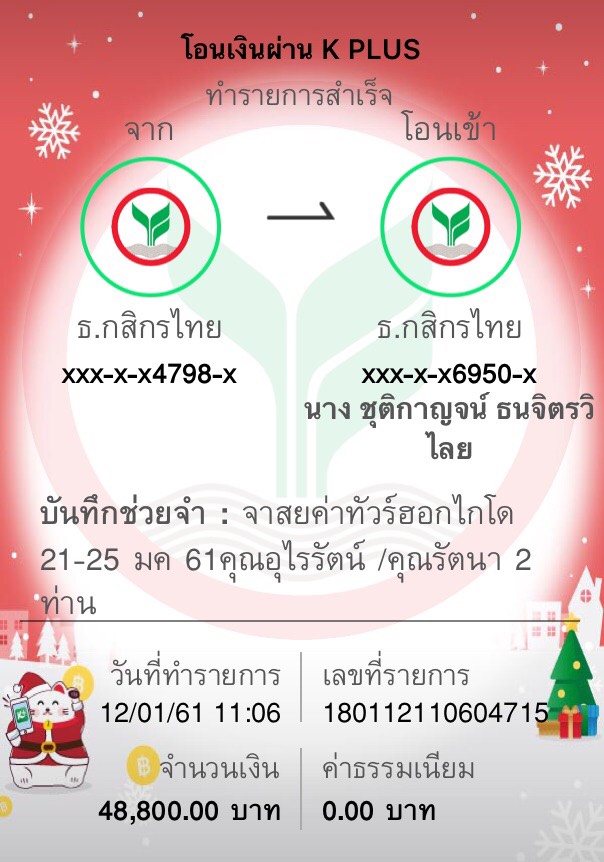 โอนเงินผ่าน K PLUS
ทำรายการสำเร็จ
จาก โอนเข้า
ธ.กสิกรไทย ธ.กสิกรไทย
xxx-x-x4798-x xxx-x-x6950-x
นาง ชุติกาญจน์ ธนจิตรวิ
ไลย
บันทึกช่วยจำ : จาสยค่าทัวร์ฮอกไกโด
21-25 มค 61คุณอุไรรัตน์ /คุณรัตนา 2
ท่าน
วันที่ทำรายการ เลขที่รายการ
12/01/61 11:06 180112110604715
จำนวนเงิน ค่าธรรมเนียม
48,800.00 บาท 0.00 บาท